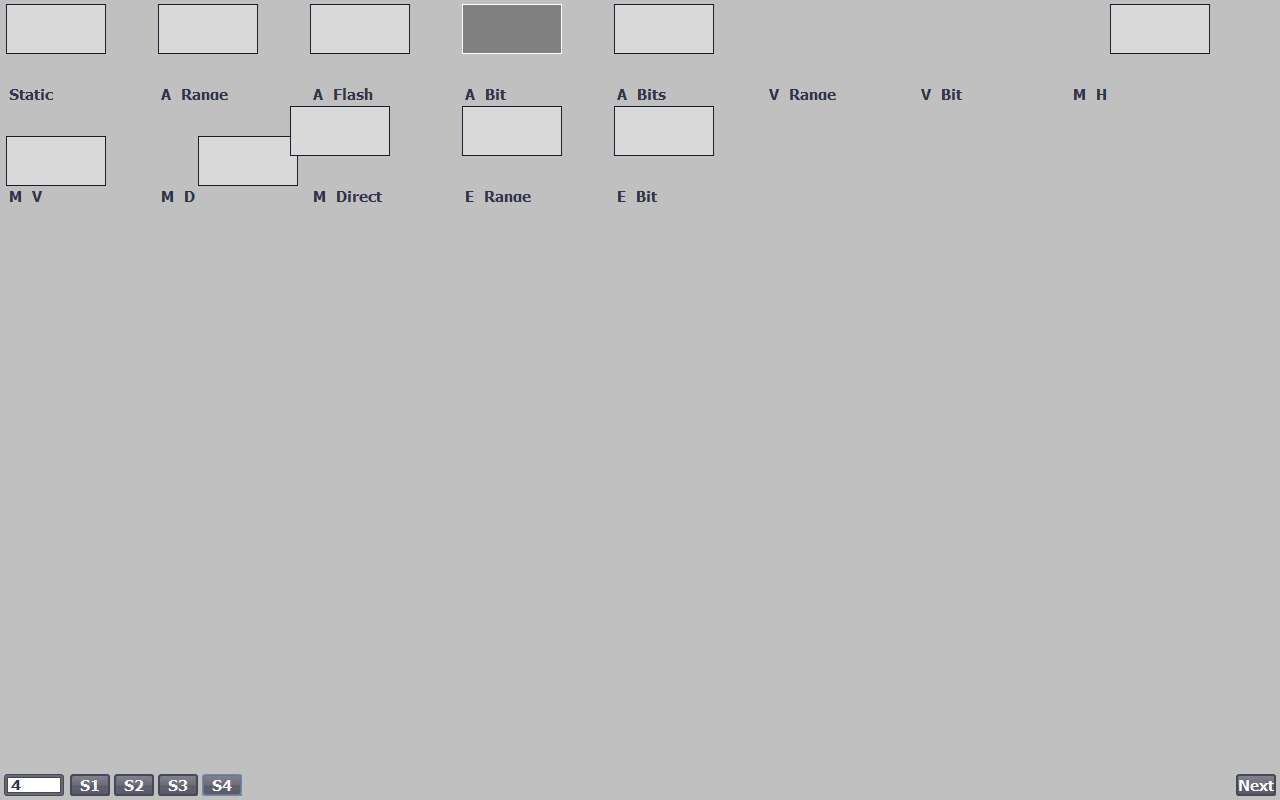 Static A Range A Flash A Bit A Bits V Range V Bit M H
M V M D M Direct E Range E Bit
4 S1 S2 S3 S4 Next